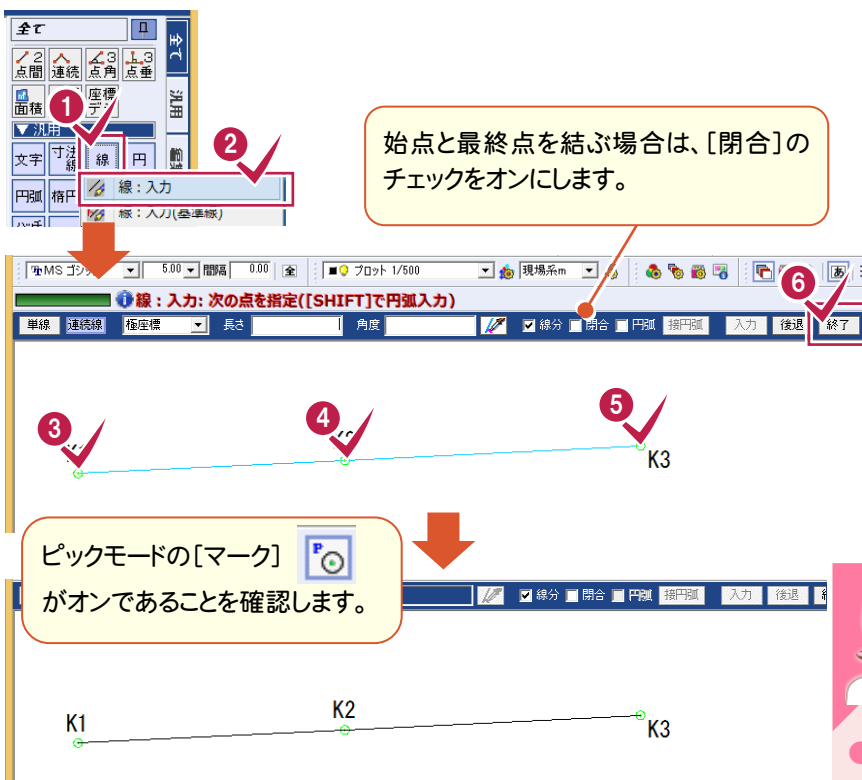 全て
2点間 連続 3点角 3点垂
面積 座標
全て
汎用
1
▼汎用
文字 寸法線 線 円
2
円弧 楕円
線：入力
線：入力(基準線)
始点と最終点を結ぶ場合は、[閉合]の
チェックをオンにします。
MS ゴシ 5.00 間隔 0.00 全 プロット 1/500 現場系m あ
6
線：入力: 次の点を指定([SHIFT]で円弧入力)
単線 連続線 極座標 長さ 角度 線分 閉合 円弧 接円弧 入力 後退 終了
3
4
5
K3
ピックモードの[マーク] P
がオンであることを確認します。
線分 閉合 円弧 接円弧 入力 後退
K1
K2
K3